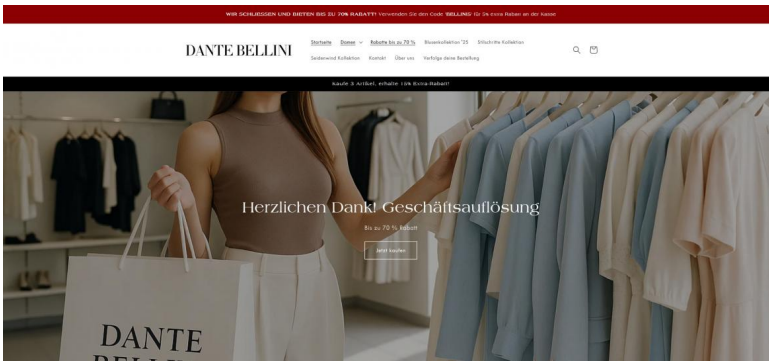 WIR SCHLIESSEN UND BIETEN BIS ZU 70% RABATT! Verwenden Sie den Code 'BELLINI5' für 5% extra Rabatt an der Kasse
DANTE BELLINI
Startseite Damen Rabatte bis zu 70 % Blusenkollektion '25 Stilschritte Kollektion
Seidenwind Kollektion Kontakt Über uns Verfolge deine Bestellung
Kaufe 3 Artikel, erhalte 15% Extra-Rabatt!
Herzlichen Dank! Geschäftsauflösung
Bis zu 70 % Rabatt
Jetzt kaufen
DANTE